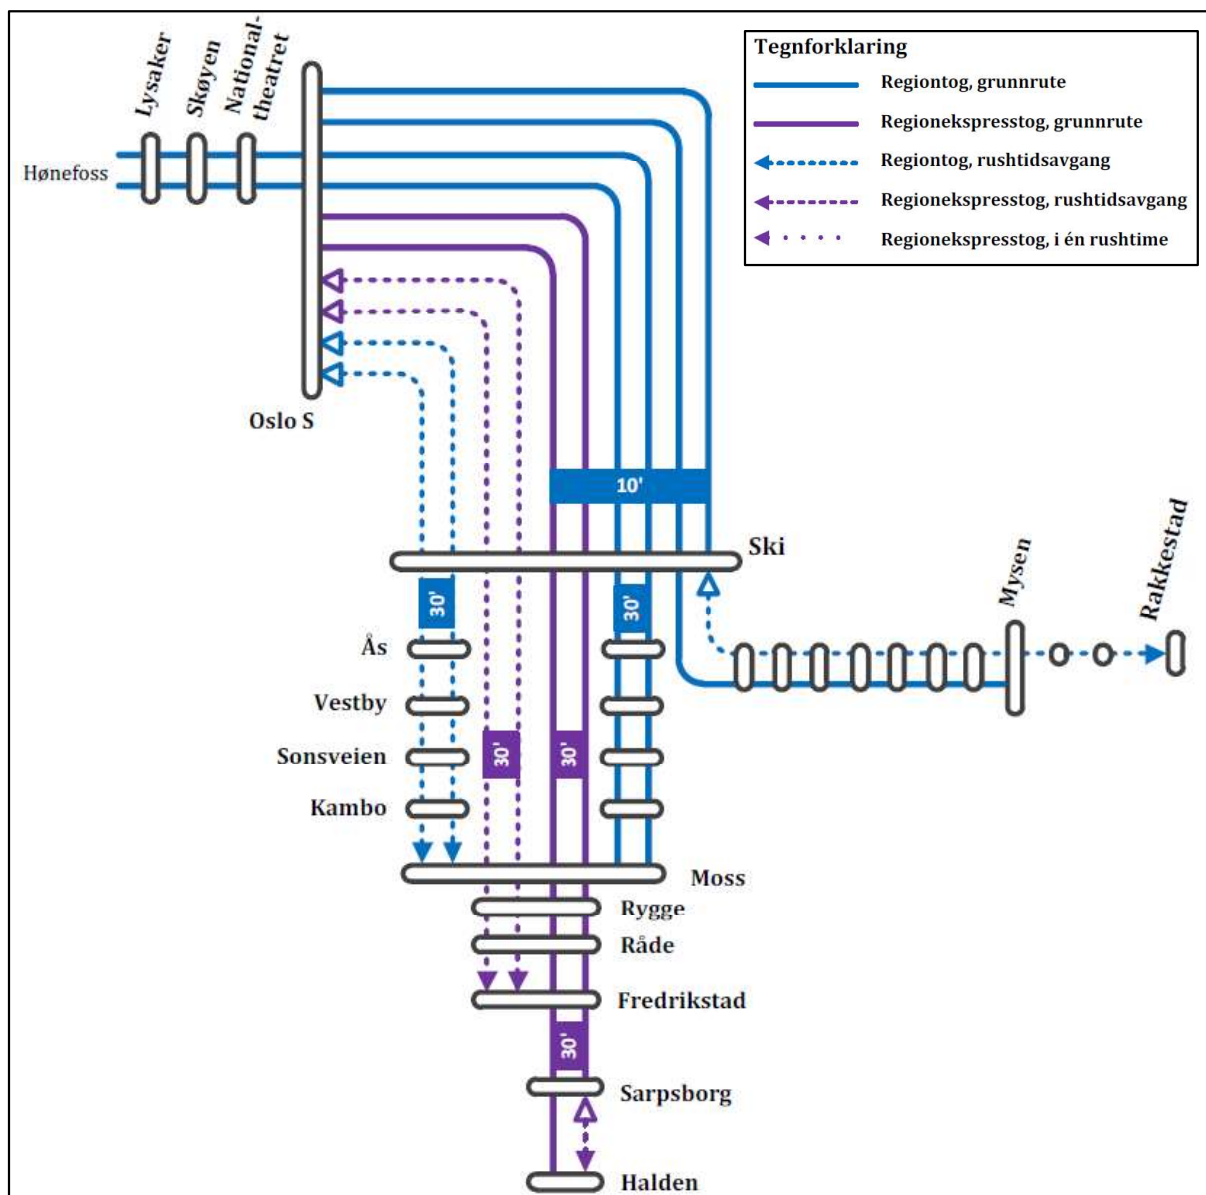 Lysaker
Skøyen
National-
theatret
Hønefoss
Oslo S
Tegnforklaring
Regiontog, grunnrute
Regionekspresstog, grunnrute
Regiontog, rushtidsavgang
Regionekspresstog, rushtidsavgang
Regionekspresstog, i én rushtime
10'
Ski
Mysen
Rakkestad
30'
30'
Ås
Vestby
Sonsveien
30'
30'
Kambo
Moss
Rygge
Råde
Fredrikstad
30'
Sarpsborg
Halden